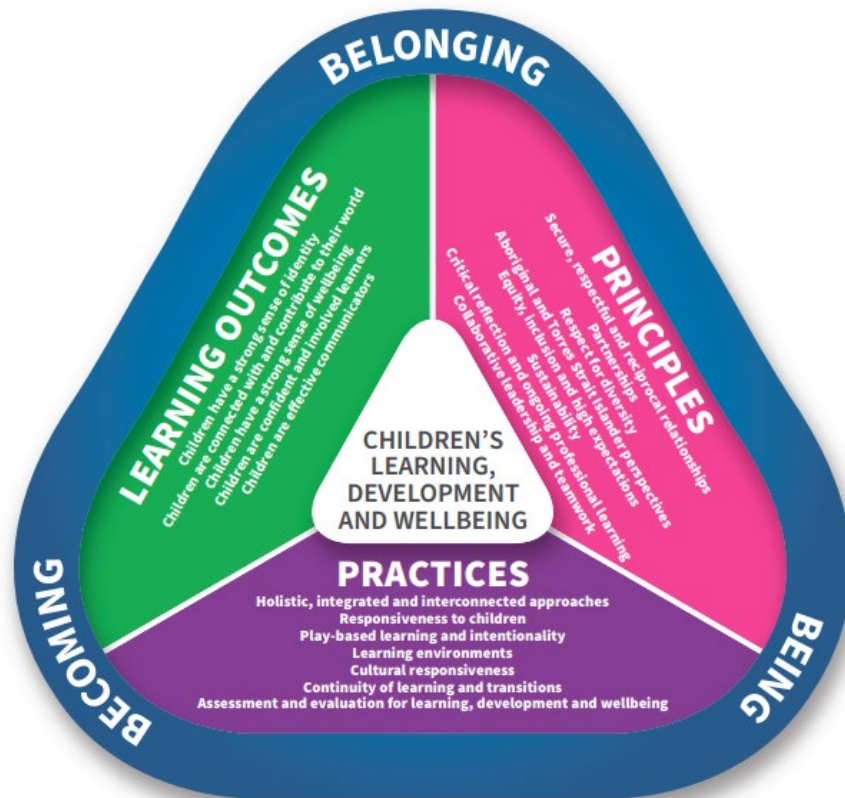 BELONGING
LEARNING OUTCOMES
Children have a strong sense of identity
Children are connected with and contribute to their world
Children have a strong sense of wellbeing
Children are confident and involved learners
Children are effective communicators
PRINCIPLES
Secure, respectful and reciprocal relationships
Partnerships
Respect for diversity
Aboriginal and Torres Strait Islander perspectives
Equity, inclusion and high expectations
Sustainability
Critical reflection and ongoing professional learning
Collaborative leadership and teamwork
CHILDREN'S
LEARNING,
DEVELOPMENT
AND WELLBEING
PRACTICES
Holistic, integrated and interconnected approaches
Responsiveness to children
Play-based learning and intentionality
Learning environments
Cultural responsiveness
Continuity of learning and transitions
Assessment and evaluation for learning, development and wellbeing
BECOMING
BEING